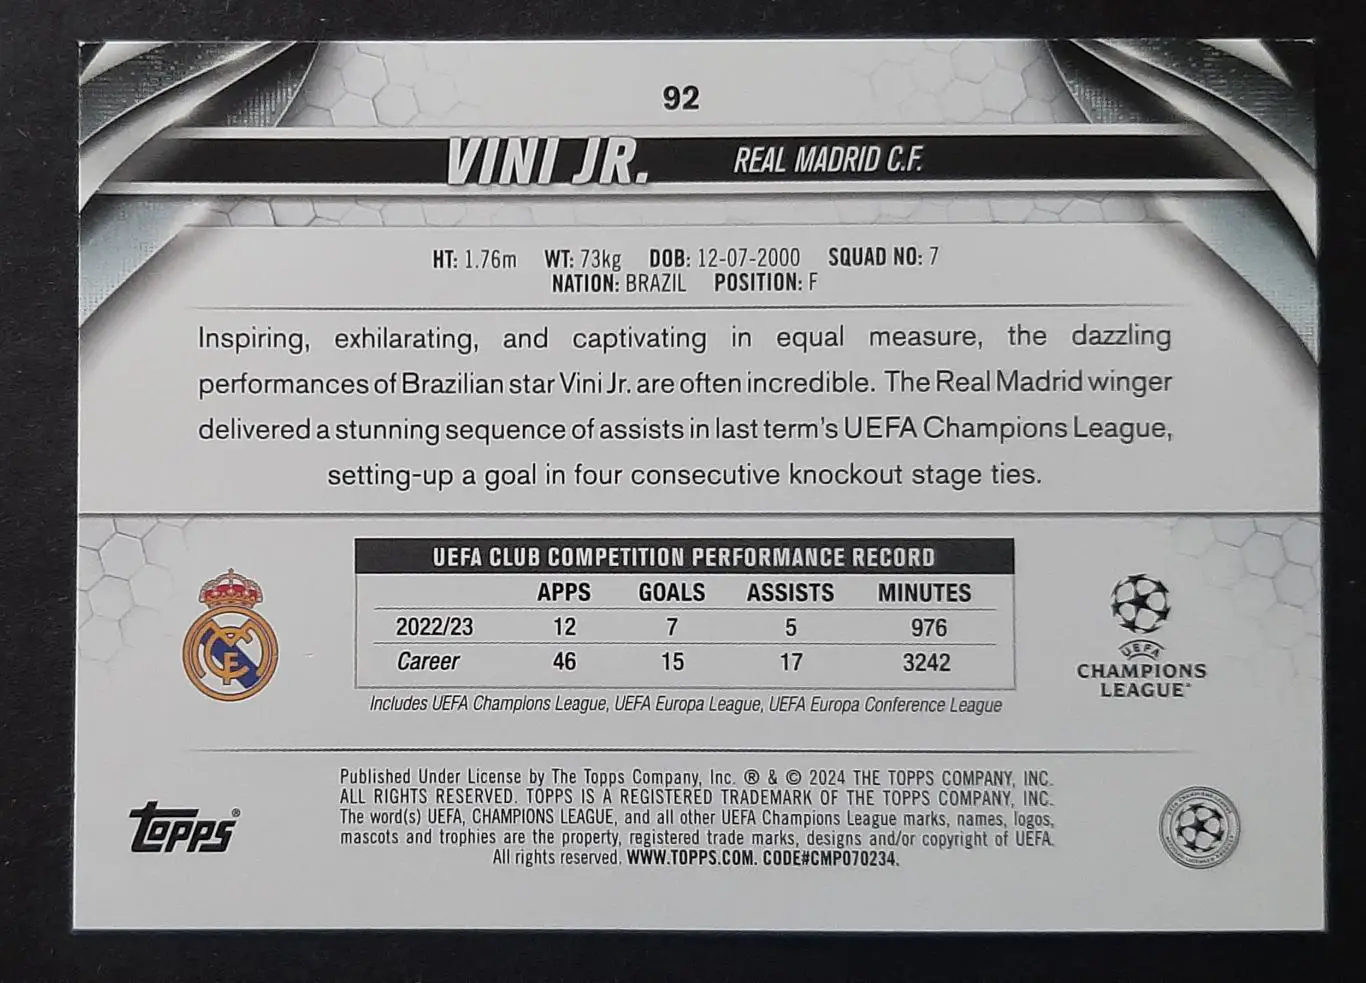 92
VINI JR. REAL MADRID C.F.
HT: 1.76m WT: 73kg DOB: 12-07-2000 SQUAD NO: 7
NATION: BRAZIL POSITION: F
Inspiring, exhilarating, and captivating in equal measure, the dazzling
performances of Brazilian star Vini Jr. are often incredible. The Real Madrid winger
delivered a stunning sequence of assists in last term's UEFA Champions League,
setting-up a goal in four consecutive knockout stage ties.
UEFA CLUB COMPETITION PERFORMANCE RECORD
APPS GOALS ASSISTS MINUTES
2022/23 12 7 5 976
Career 46 15 17 3242
Includes UEFA Champions League, UEFA Europa League, UEFA Europa Conference League
UEFA
CHAMPIONS
LEAGUE
Published Under License by The Topps Company, Inc. ® & © 2024 THE TOPPS COMPANY, INC.
ALL RIGHTS RESERVED. TOPPS IS A REGISTERED TRADEMARK OF THE TOPPS COMPANY, INC.
The word(s) UEFA, CHAMPIONS LEAGUE, and all other UEFA Champions League marks, names, logos,
mascots and trophies are the property, registered trade marks, designs and/or copyright of UEFA.
All rights reserved. WWW.TOPPS.COM. CODE#CMP070234.
TOPPS®